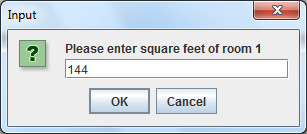 Input
Please enter square feet of room 1
144
OK
Cancel